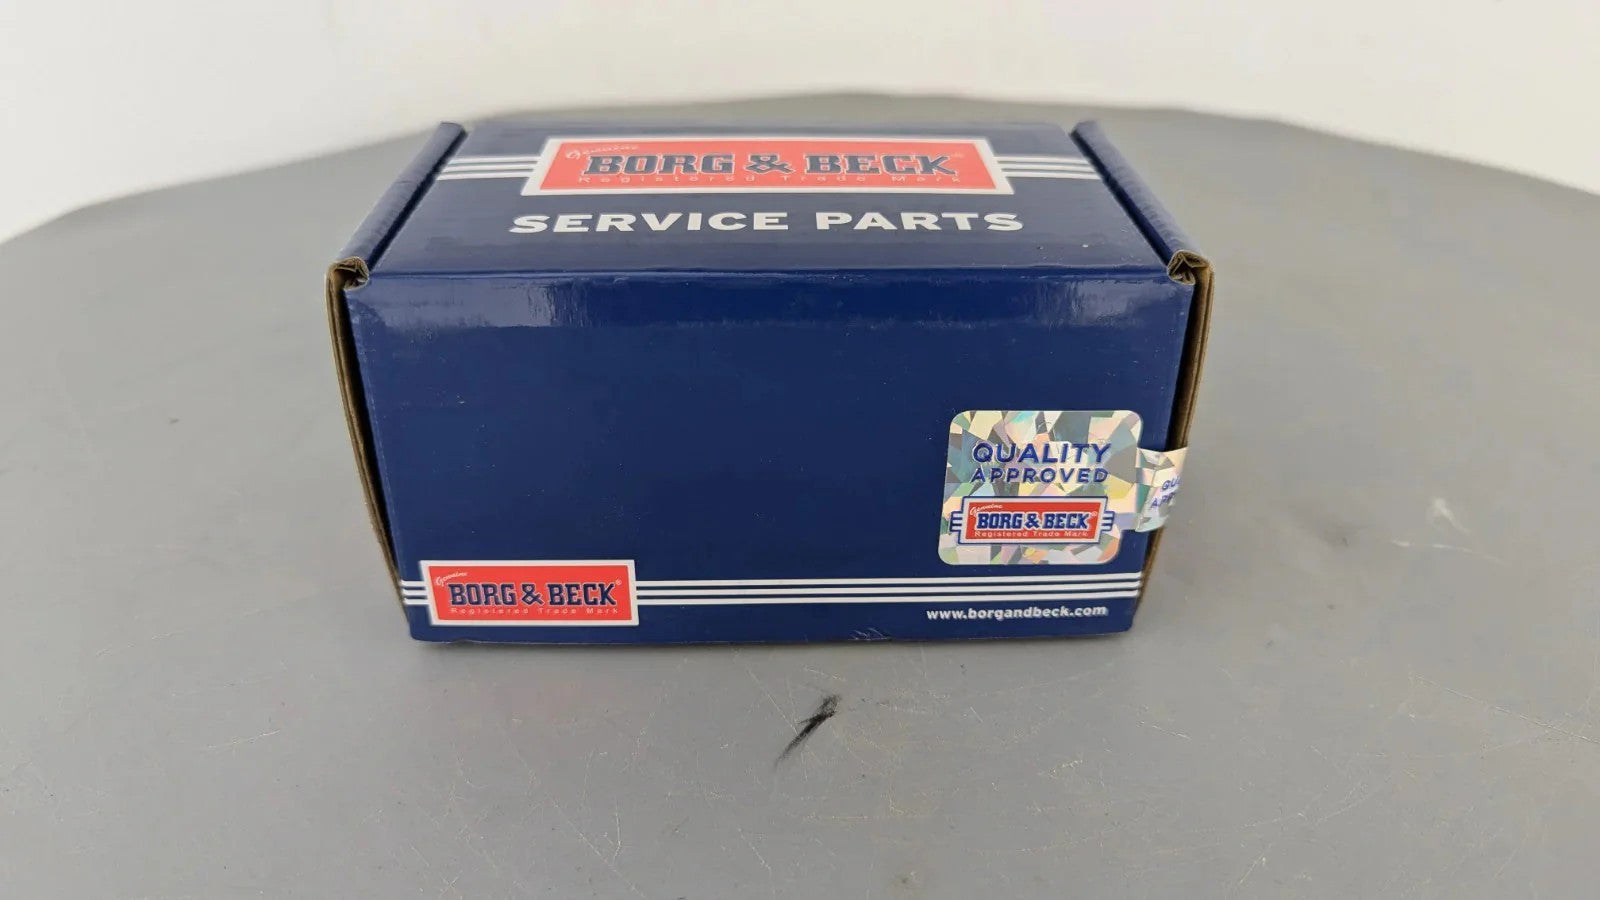 Genuine
BORG & BECK®
Registered Trade Mark
SERVICE PARTS
QUALITY
APPROVED
Genuine
BORG & BECK®
Registered Trade Mark
Genuine
BORG & BECK®
Registered Trade Mark
www.borgandbeck.com